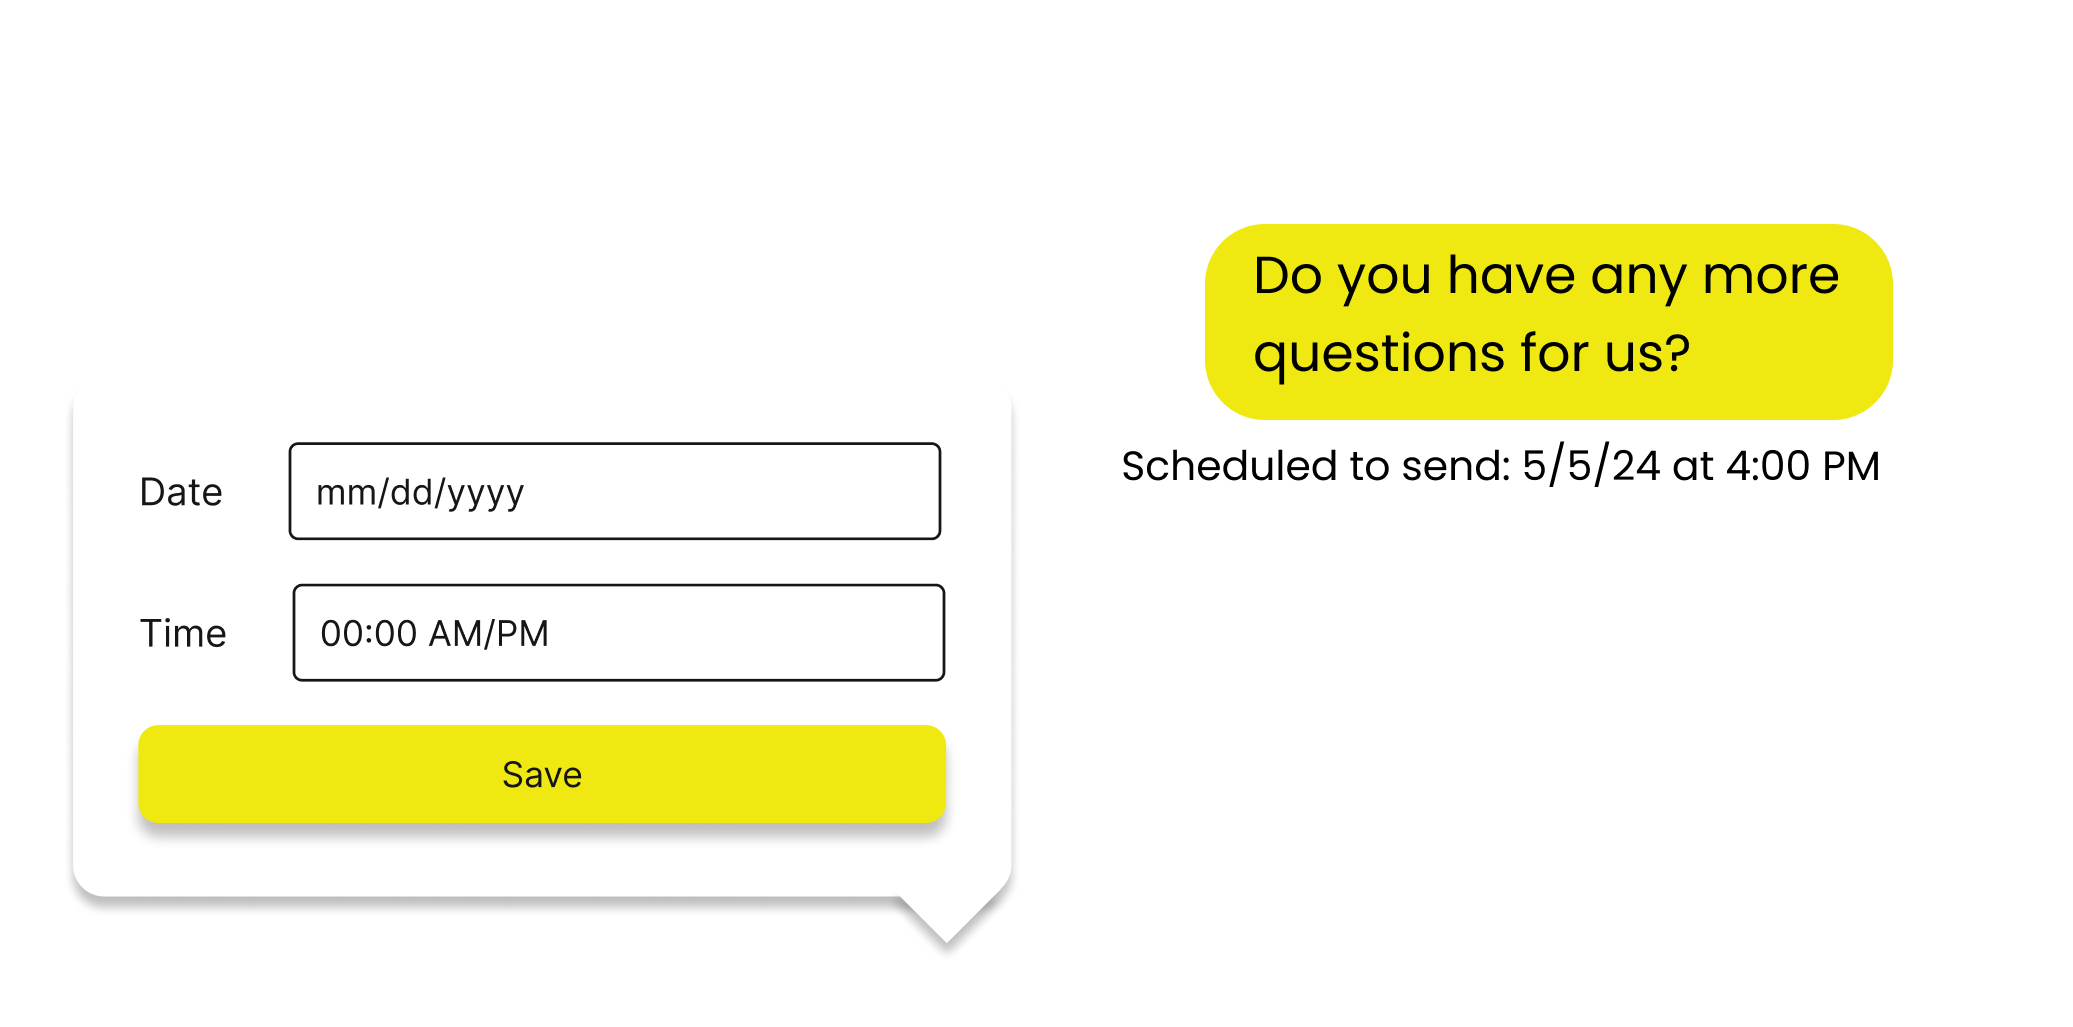 Do you have any more
questions for us?
Scheduled to send: 5/5/24 at 4:00 PM
Date
mm/dd/yyyy
Time
00:00 AM/PM
Save